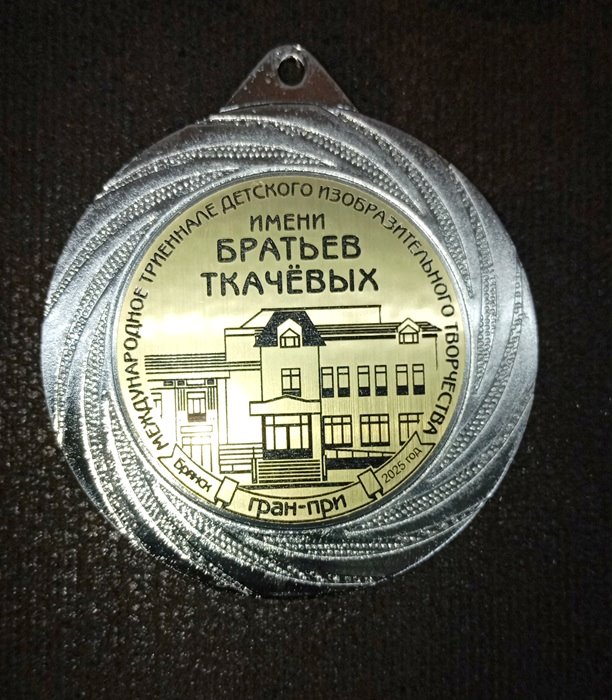 МЕЖДУНАРОДНОЕ ТРИЕННАЛЕ ДЕТСКОГО ИЗОБРАЗИТЕЛЬНОГО ТВОРЧЕСТВА
ИМЕНИ
БРАТЬЕВ
ТКАЧЁВЫХ
Брянск
гран-при
2025 год